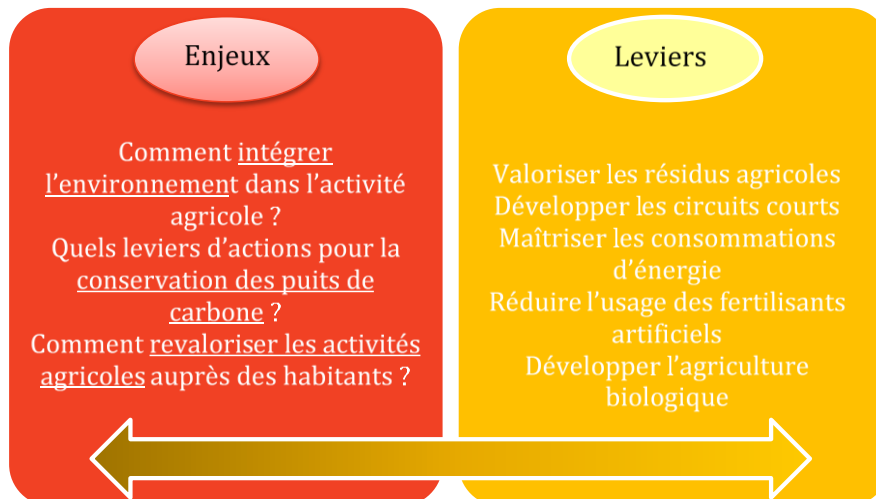 Enjeux
Comment intégrer
l'environnement dans l'activité
agricole ?
Quels leviers d'actions pour la
conservation des puits de
carbone ?
Comment revaloriser les activités
agricoles auprès des habitants ?
Leviers
Valoriser les résidus agricoles
Développer les circuits courts
Maîtriser les consommations
d'énergie
Réduire l'usage des fertilisants
artificiels
Développer l'agriculture
biologique